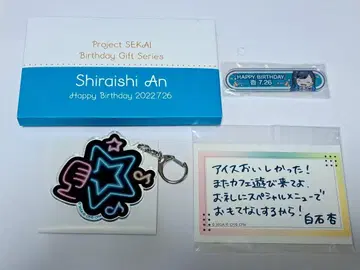 Project SEKAI
Birthday Gift Series
Shiraishi An
Happy Birthday 2022.7.26
HAPPY BIRTHDAY
杏 7.26
アイスおいしかった!
またカフェ遊び来てよ。
お礼にスペシャルメニューで
おもてなしするから!
白石杏